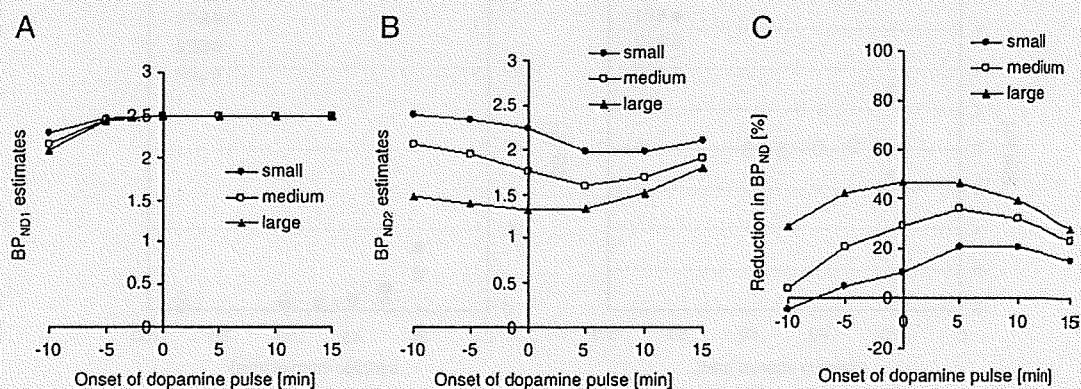 A
BP_ND1 estimates
3
2.5
2
1.5
1
0.5
0
-10
-5
0
5
10
15
Onset of dopamine pulse [min]
small
medium
large
B
BP_ND2 estimates
3
2.5
2
1.5
1
0.5
0
-10
-5
0
5
10
15
Onset of dopamine pulse [min]
small
medium
large
C
Reduction in BP_ND [%]
100
80
60
40
20
0
-20
-10
-5
0
5
10
15
Onset of dopamine pulse [min]
small
medium
large